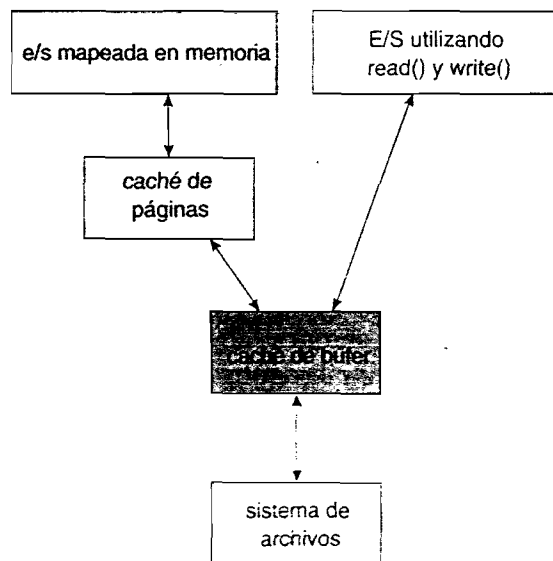 e/s mapeada en memoria
E/S utilizando
read() y write()
caché de
páginas
caché de búfer
sistema de
archivos